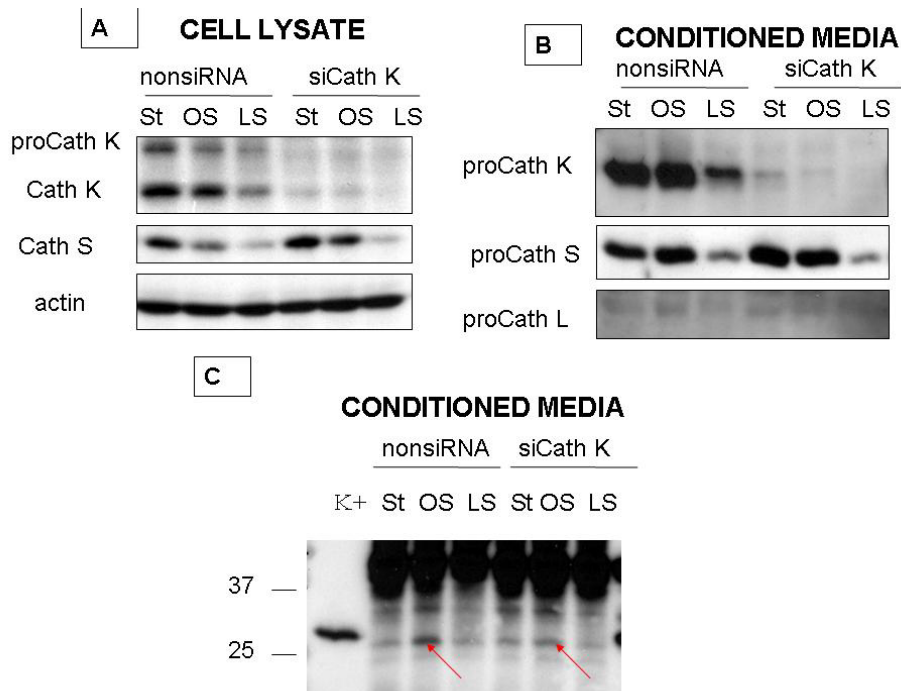 A
CELL LYSATE
nonsiRNA siCath K
St OS LS St OS LS
proCath K
Cath K
Cath S
actin
B
CONDITIONED MEDIA
nonsiRNA siCath K
St OS LS St OS LS
proCath K
proCath S
proCath L
C
CONDITIONED MEDIA
nonsiRNA siCath K
K+ St OS LS St OS LS
37
25